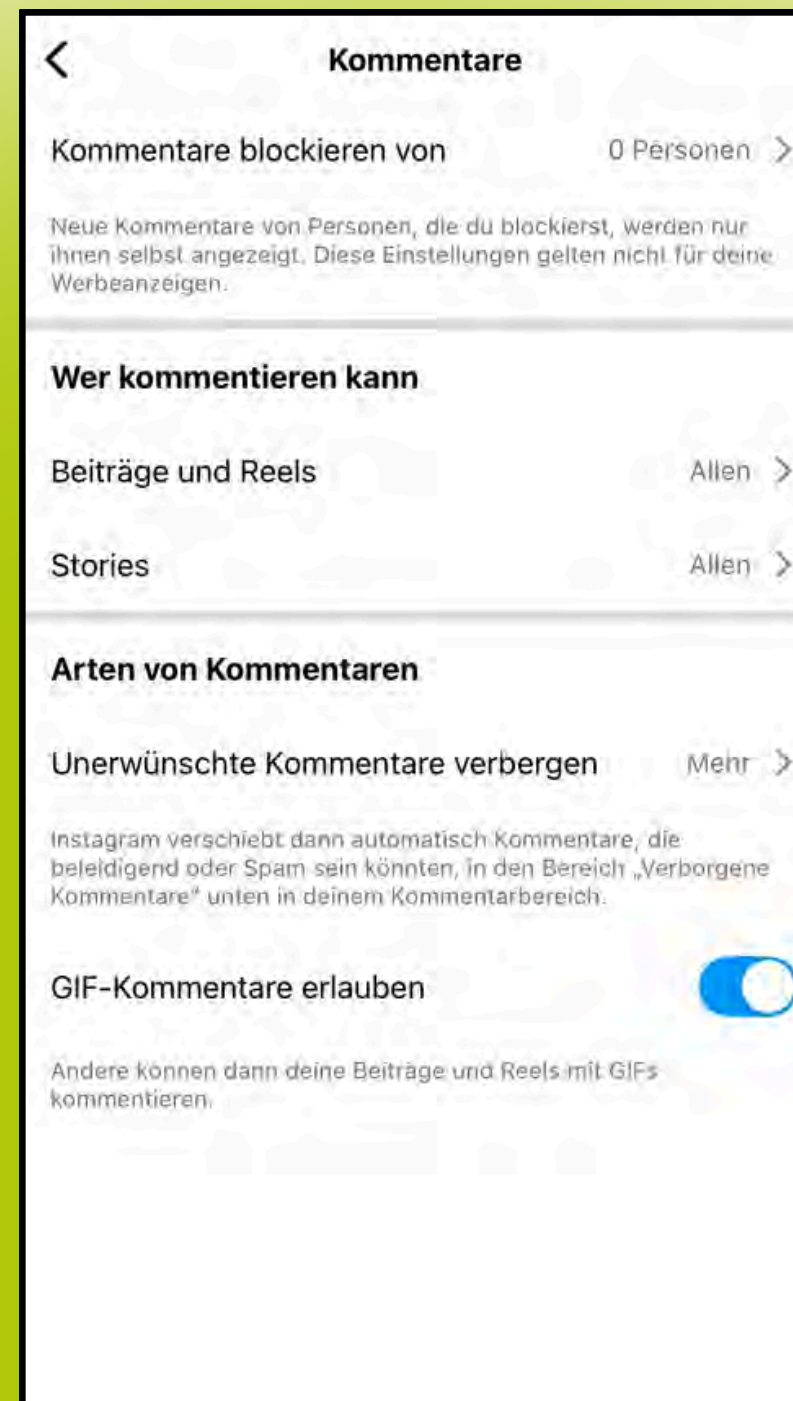 Kommentare
Kommentare blockieren von 0 Personen
Neue Kommentare von Personen, die du blockierst, werden nur
ihnen selbst angezeigt. Diese Einstellungen gelten nicht für deine
Werbeanzeigen.
Wer kommentieren kann
Beiträge und Reels Allen
Stories Allen
Arten von Kommentaren
Unerwünschte Kommentare verbergen Mehr
Instagram verschiebt dann automatisch Kommentare, die
beleidigend oder Spam sein könnten, in den Bereich „Verborgene
Kommentare“ unten in deinem Kommentarbereich.
GIF-Kommentare erlauben
Andere können dann deine Beiträge und Reels mit GIFs
kommentieren.